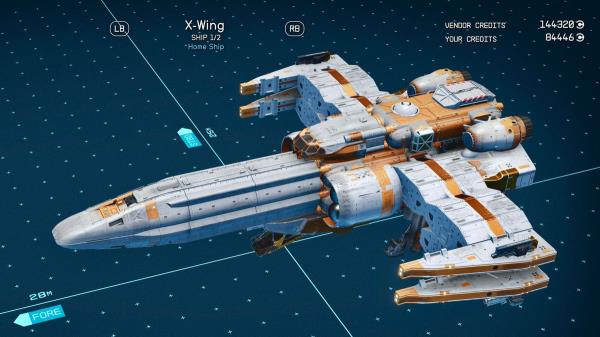 LB
X-Wing
RB
SHIP 1/2
*Home Ship
VENDOR CREDITS 144320
YOUR CREDITS 84446
28M
FORE